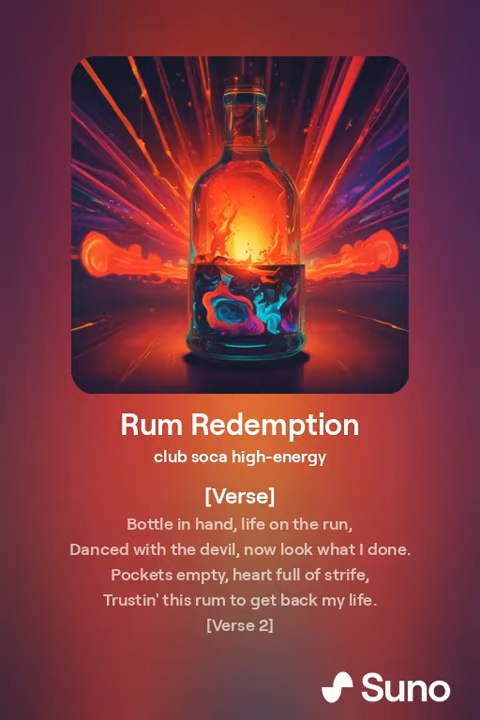 Rum Redemption
club soca high-energy
[Verse]
Bottle in hand, life on the run,
Danced with the devil, now look what I done.
Pockets empty, heart full of strife,
Trustin' this rum to get back my life.
[Verse 2]
Suno